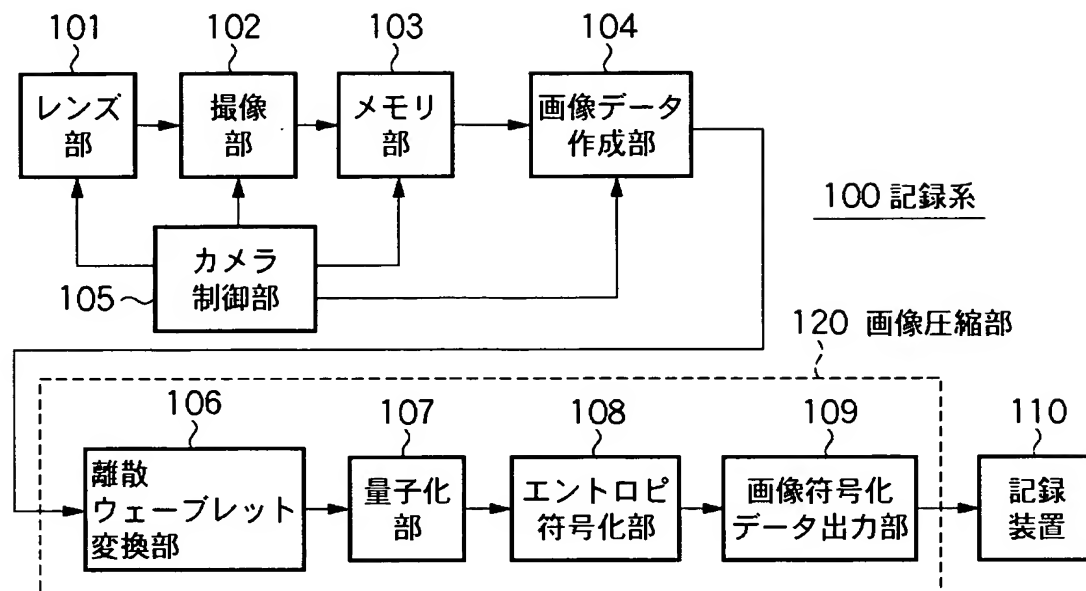 101
102
103
104
レンズ
部
撮像
部
メモリ
部
画像データ
作成部
100 記録系
105
カメラ
制御部
120 画像圧縮部
106
107
108
109
110
離散
ウェーブレット
変換部
量子化
部
エントロピ
符号化部
画像符号化
データ出力部
記録
装置